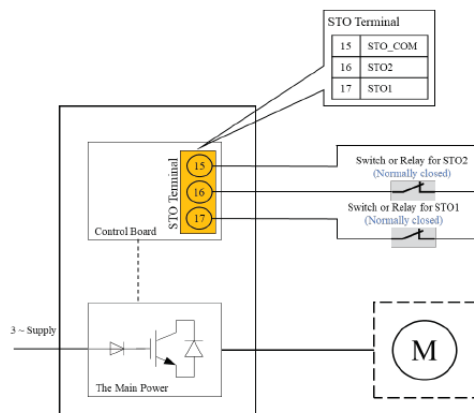 STO Terminal
15 STO_COM
16 STO2
17 STO1
STO Terminal
15
16
17
Control Board
Switch or Relay for STO2
(Normally closed)
Switch or Relay for STO1
(Normally closed)
3 ~ Supply
The Main Power
M